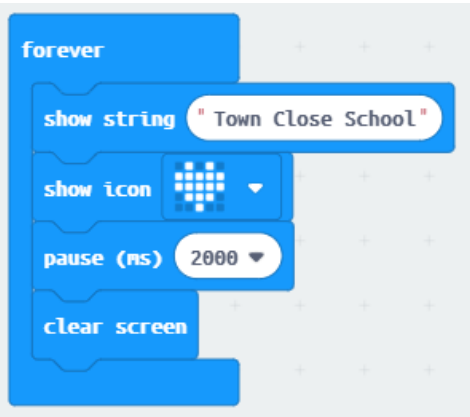 forever
show string "Town Close School"
show icon
pause (ms) 2000
clear screen